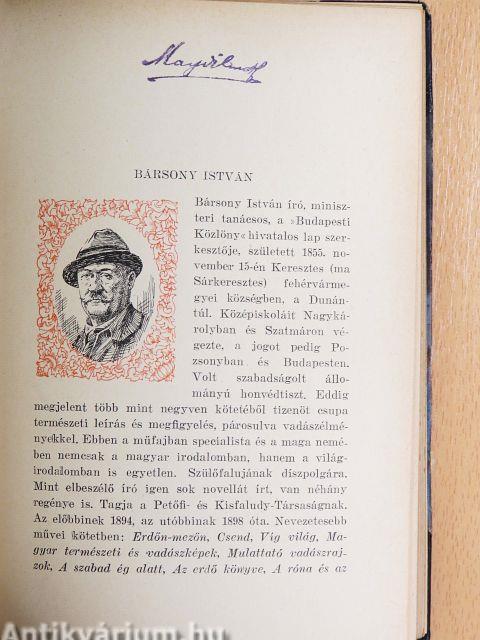 BÁRSONY ISTVÁN
Bársony István író, minisz-
teri tanácsos, a »Budapesti
Közlöny« hivatalos lap szer-
kesztője, született 1855. no-
vember 15-én Keresztes (ma
Sárkeresztes) fehérvárme-
gyei községben, a Dunán-
túl. Középiskoláit Nagyká-
rolyban és Szatmáron vé-
gezte, a jogot pedig Po-
zsonyban és Budapesten.
Volt szabadságolt állo-
mányú honvédtiszt. Eddig
megjelent több mint negyven kötetéből tizenöt csupa
természeti leírás és megfigyelés, párosulva vadászélmé-
nyeikkel. Ebben a műfajban specialista és a maga nemé-
ben nemcsak a magyar irodalomban, hanem a világ-
irodalomban is egyetlen. Szülőfalujának díszpolgára.
Mint elbeszélő író igen sok novellát írt, van néhány
regénye is. Tagja a Petőfi- és Kisfaludy-Társaságnak.
Az előbbinek 1894, az utóbbinak 1898 óta. Nevezetesebb
művei kötetben: Erdőn-mezőn, Csend, Víg világ, Ma-
gyar természeti és vadászképek, Mulattató vadászraj-
zok, A szabad ég alatt, Az erdő könyve, A róna és az
Antikvárium.hu